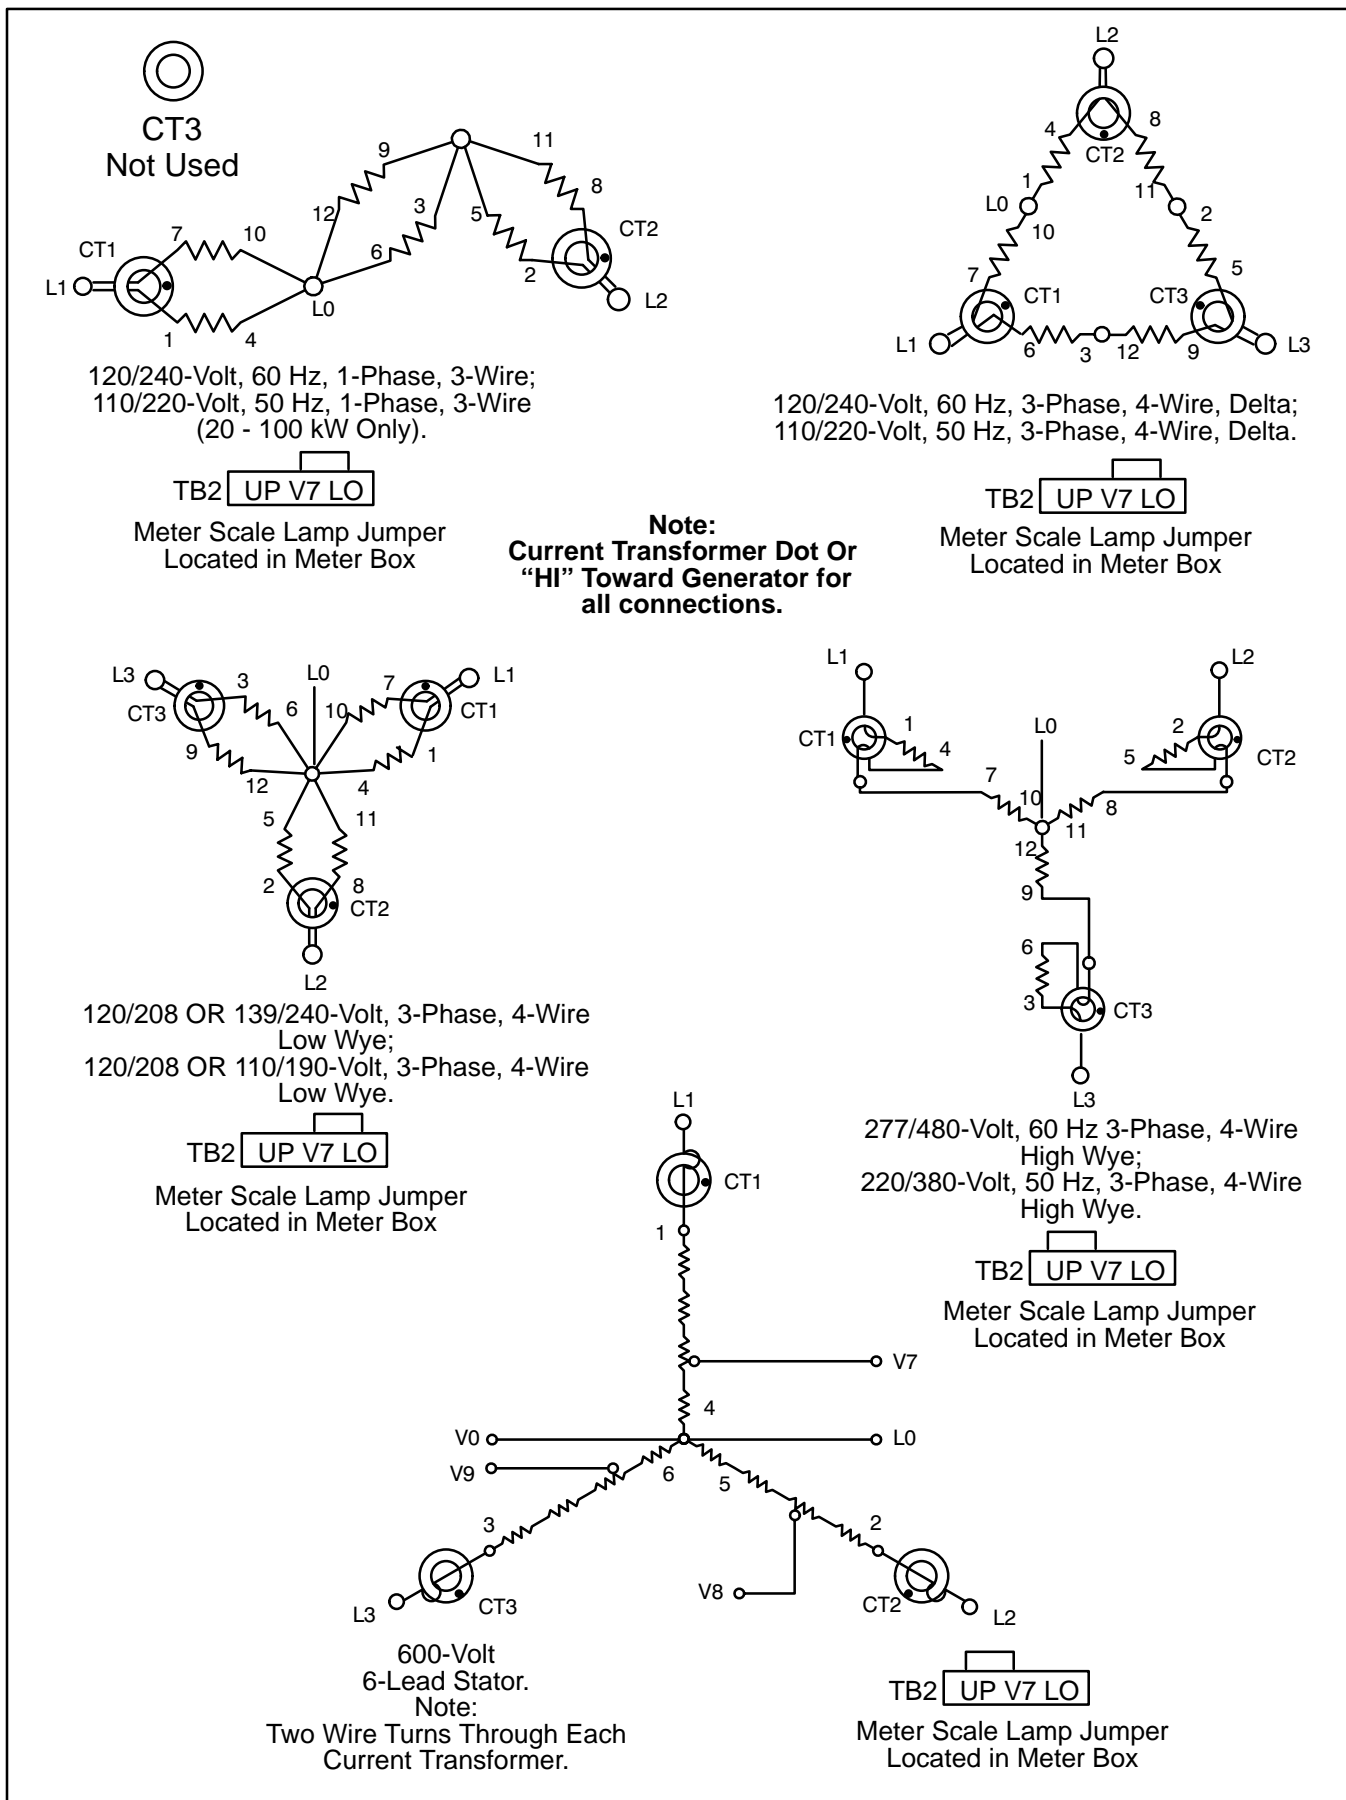 CT3
Not Used
CT1
L1
7
10
1
4
L0
12
9
6
3
5
2
11
8
CT2
L2
120/240-Volt, 60 Hz, 1-Phase, 3-Wire;
110/220-Volt, 50 Hz, 1-Phase, 3-Wire
(20 - 100 kW Only).
TB2 UP V7 LO
Meter Scale Lamp Jumper
Located in Meter Box
L2
4
8
CT2
1
11
L0
2
10
7
5
CT1
CT3
L1
6
3
12
9
L3
120/240-Volt, 60 Hz, 3-Phase, 4-Wire, Delta;
110/220-Volt, 50 Hz, 3-Phase, 4-Wire, Delta.
TB2 UP V7 LO
Meter Scale Lamp Jumper
Located in Meter Box
Note:
Current Transformer Dot Or
“HI” Toward Generator for
all connections.
L3
3
L0
7
L1
CT3
6
10
CT1
9
1
12
4
5
11
2
8
CT2
L2
120/208 OR 139/240-Volt, 3-Phase, 4-Wire
Low Wye;
120/208 OR 110/190-Volt, 3-Phase, 4-Wire
Low Wye.
TB2 UP V7 LO
Meter Scale Lamp Jumper
Located in Meter Box
L1
L2
CT1
1
4
L0
2
5
CT2
7
10
11
8
12
9
6
3
CT3
L3
277/480-Volt, 60 Hz 3-Phase, 4-Wire
High Wye;
220/380-Volt, 50 Hz, 3-Phase, 4-Wire
High Wye.
TB2 UP V7 LO
Meter Scale Lamp Jumper
Located in Meter Box
L1
CT1
1
V7
4
V0
L0
V9
6
5
3
2
V8
L3
CT3
CT2
L2
600-Volt
6-Lead Stator.
Note:
Two Wire Turns Through Each
Current Transformer.
TB2 UP V7 LO
Meter Scale Lamp Jumper
Located in Meter Box